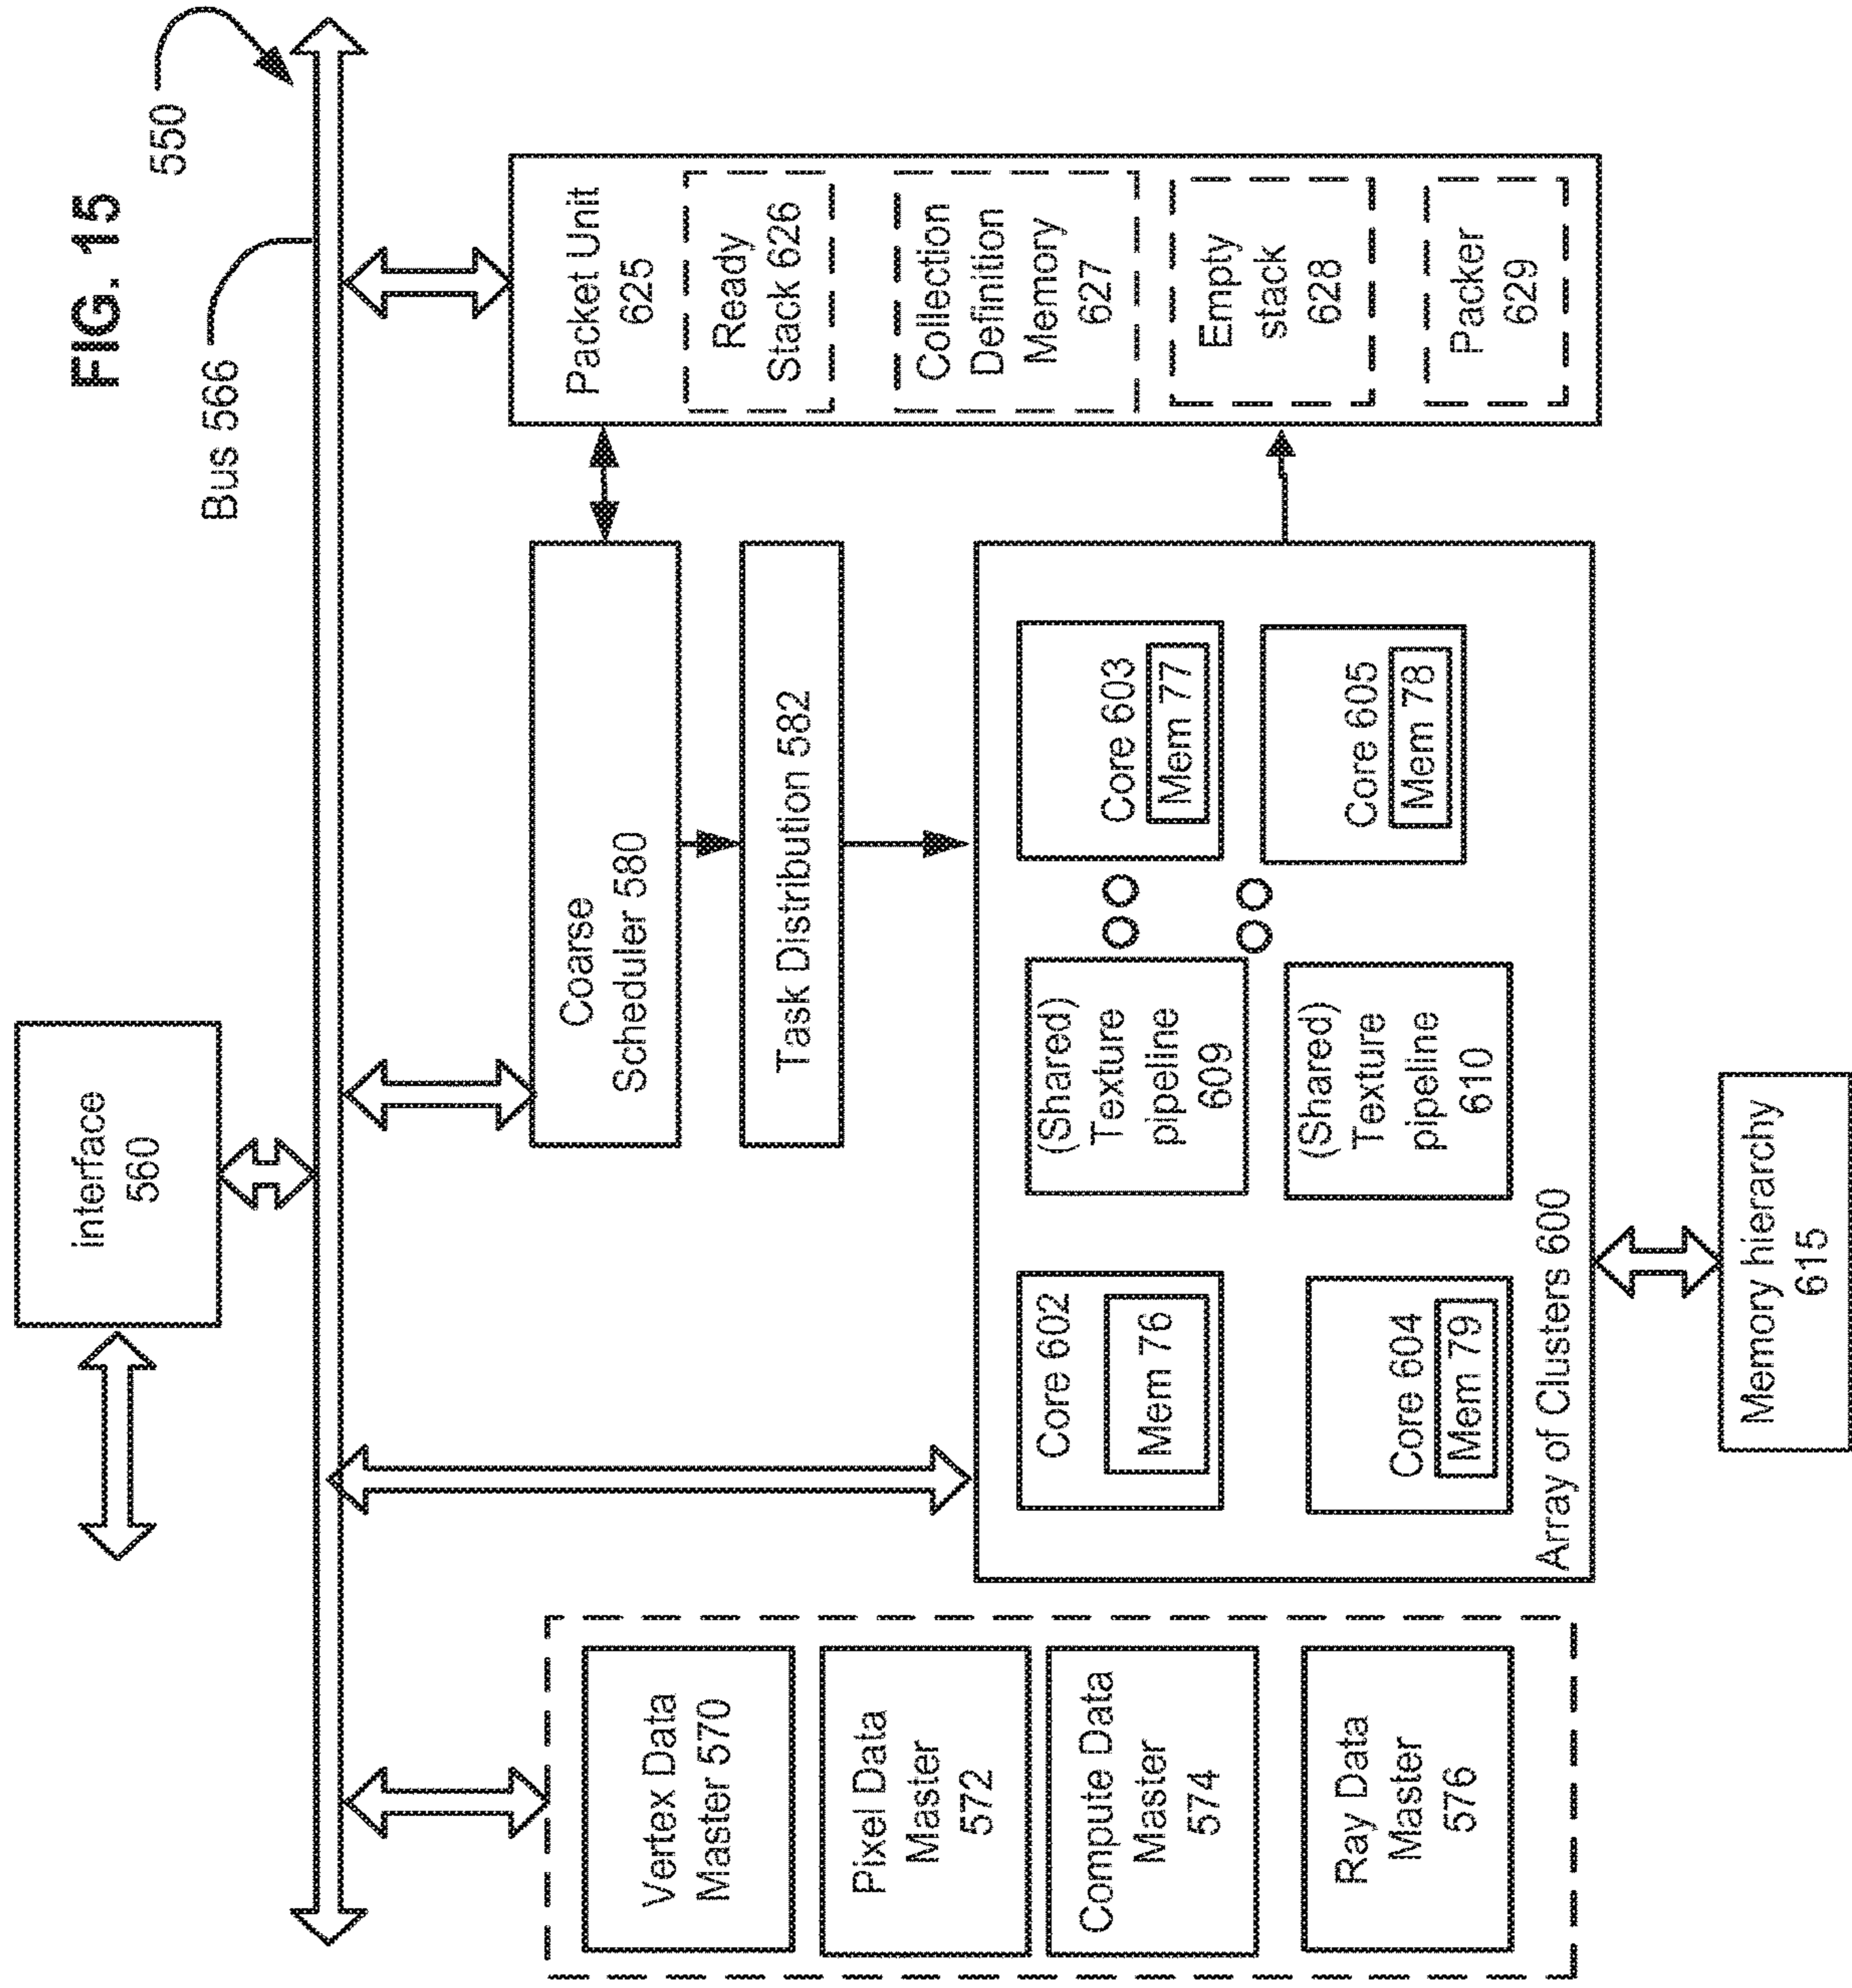 FIG. 15
550
Bus 566
interface
560
Vertex Data
Master 570
Pixel Data
Master
572
Compute Data
Master
574
Ray Data
Master
576
Coarse
Scheduler 580
Task Distribution 582
Core 602
Mem 76
(Shared)
Texture
pipeline
609
Core 603
Mem 77
Core 604
Mem 79
(Shared)
Texture
pipeline
610
Core 605
Mem 78
Array of Clusters 600
Memory hierarchy
615
Packet Unit
625
Ready
Stack 626
Collection
Definition
Memory
627
Empty
stack
628
Packer
629